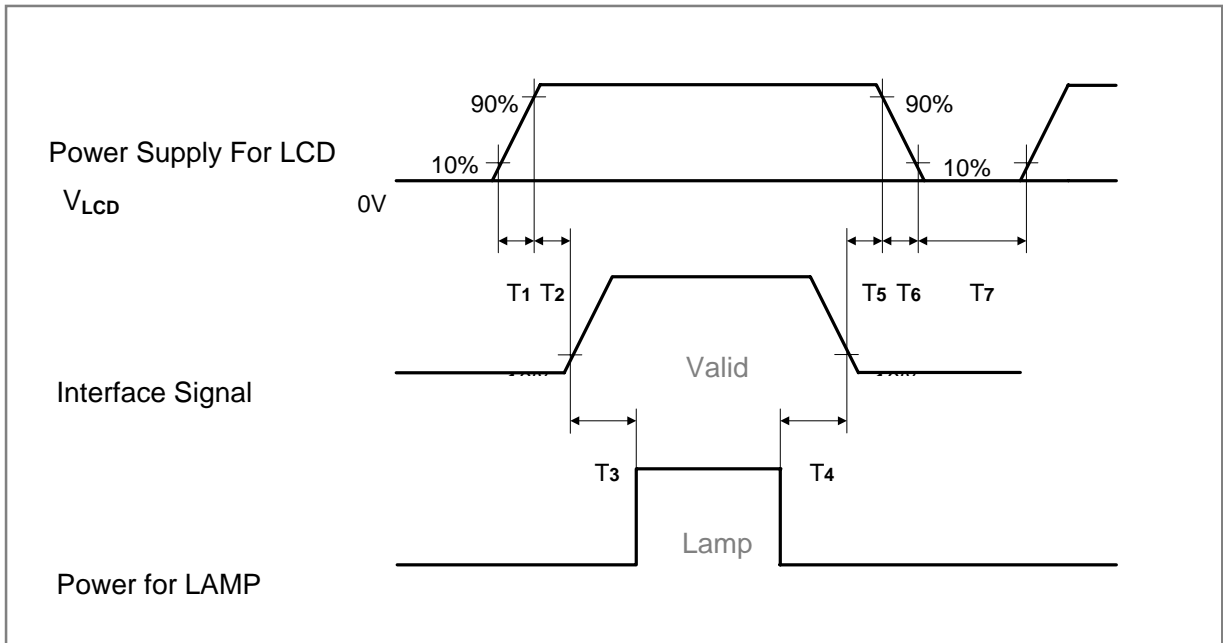 90% 90%
Power Supply For LCD
10% 10%
VLCD
0V
T1 T2 T5 T6 T7
Valid
Interface Signal
T3 T4
Lamp
Power for LAMP